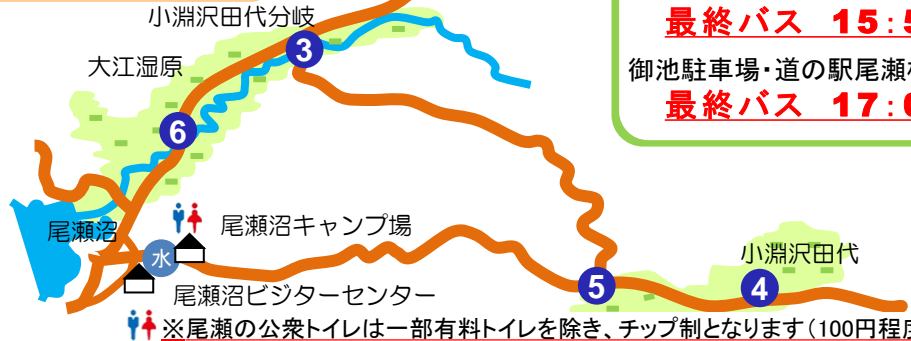 小淵沢田代分岐
最終バス 15:5
3
大江湿原
御池駐車場・道の駅尾瀬
最終バス 17:0
6
尾瀬沼
尾瀬沼キャンプ場
水
小淵沢田代
5
4
尾瀬沼ビジターセンター
※尾瀬の公衆トイレは一部有料トイレを除き、チップ制となります(100円程度